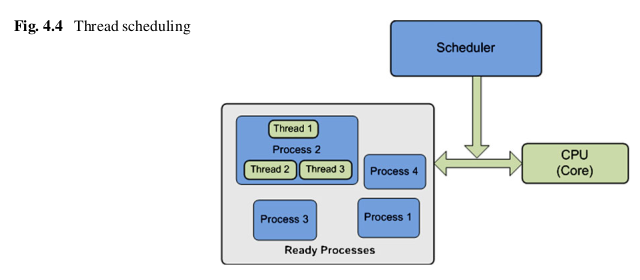 Fig. 4.4 Thread scheduling
Scheduler
Thread 1
Process 2
Thread 2
Thread 3
Process 4
Process 3
Process 1
Ready Processes
CPU
(Core)